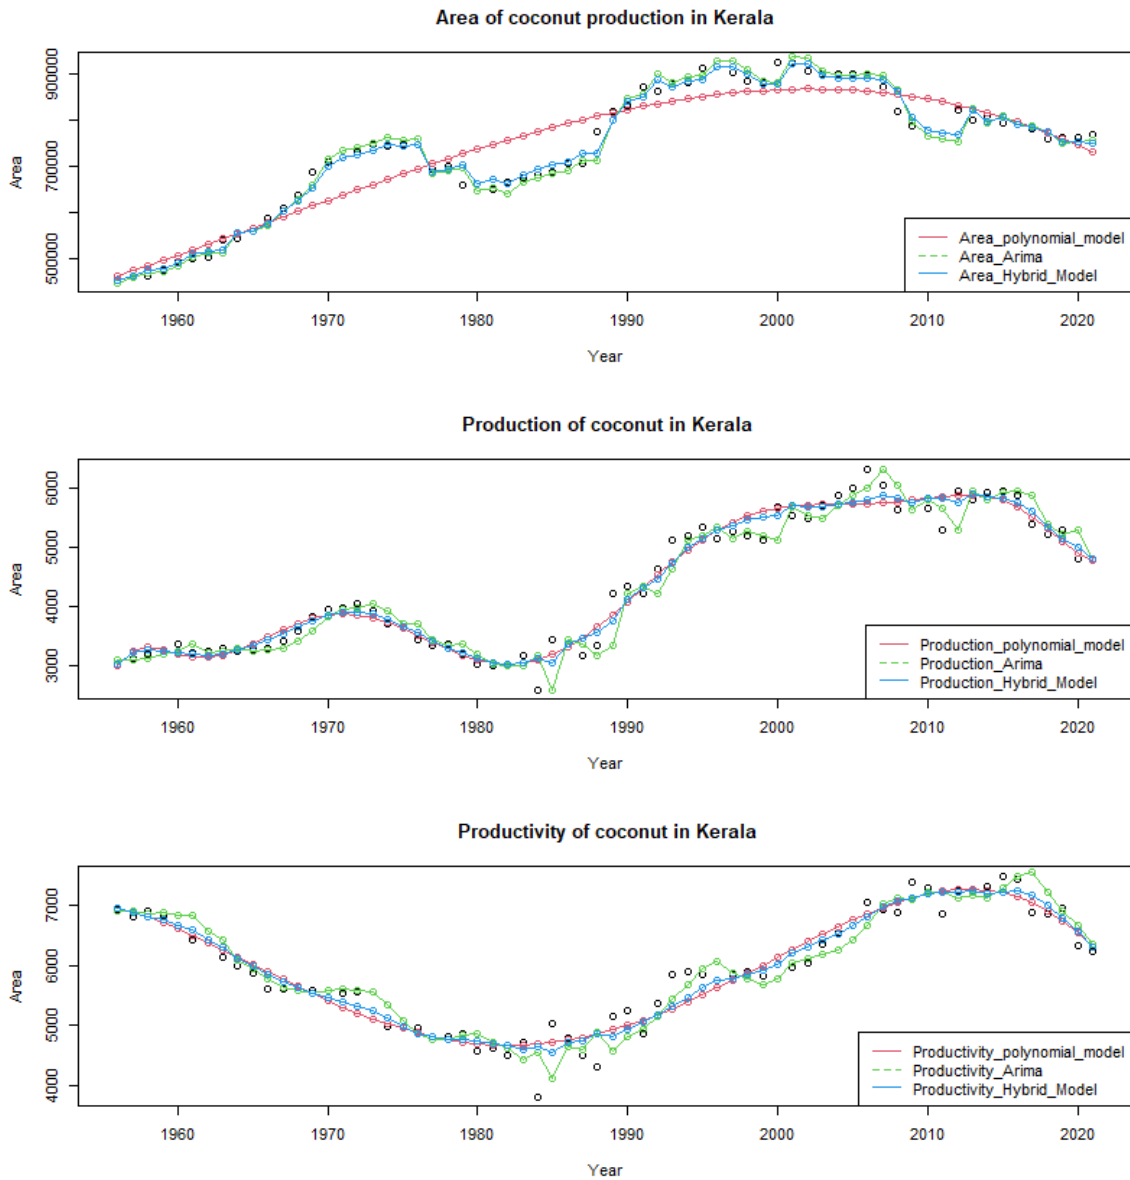 Area of coconut production in Kerala
900000
700000
500000
Area
Area_polynomial_model
Area_Arima
Area_Hybrid_Model
1960 1970 1980 1990 2000 2010 2020
Year
Production of coconut in Kerala
6000
5000
4000
3000
Area
Production_polynomial_model
Production_Arima
Production_Hybrid_Model
1960 1970 1980 1990 2000 2010 2020
Year
Productivity of coconut in Kerala
7000
6000
5000
4000
Area
Productivity_polynomial_model
Productivity_Arima
Productivity_Hybrid_Model
1960 1970 1980 1990 2000 2010 2020
Year